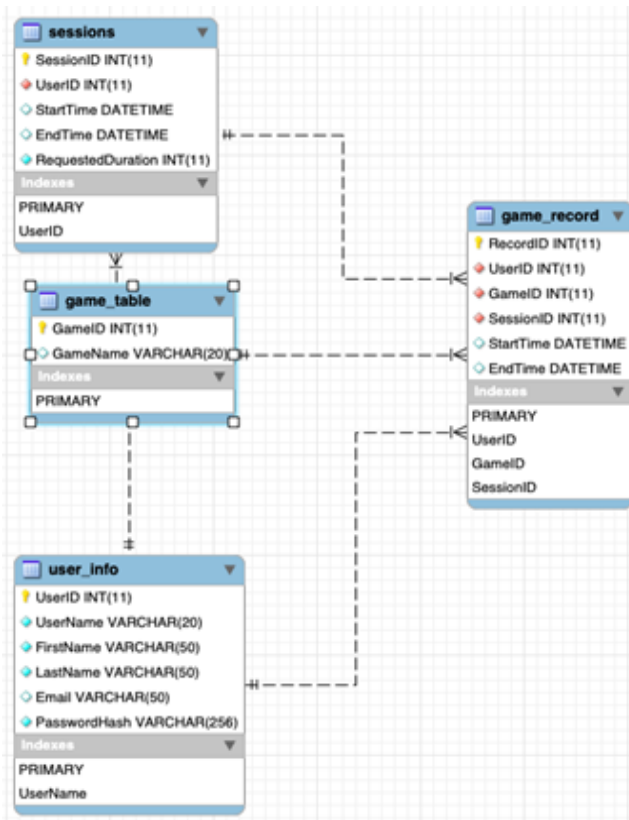 sessions
SessionID INT(11)
UserID INT(11)
StartTime DATETIME
EndTime DATETIME
RequestedDuration INT(11)
Indexes
PRIMARY
UserID
game_table
GameID INT(11)
GameName VARCHAR(20)
Indexes
PRIMARY
user_info
UserID INT(11)
UserName VARCHAR(20)
FirstName VARCHAR(50)
LastName VARCHAR(50)
Email VARCHAR(50)
PasswordHash VARCHAR(256)
Indexes
PRIMARY
UserName
game_record
RecordID INT(11)
UserID INT(11)
GameID INT(11)
SessionID INT(11)
StartTime DATETIME
EndTime DATETIME
Indexes
PRIMARY
UserID
GameID
SessionID